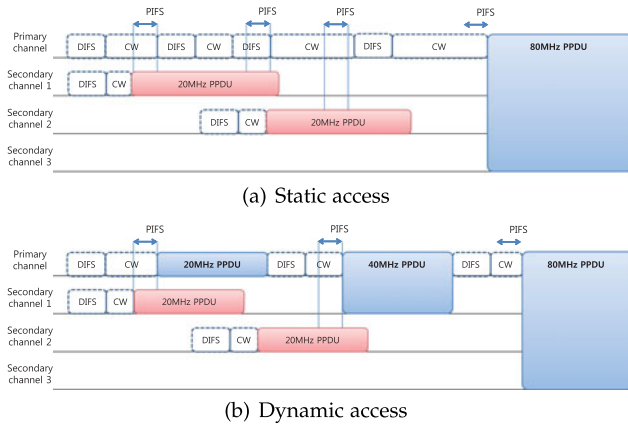 PIFS PIFS PIFS PIFS
Primary channel DIFS CW DIFS CW DIFS CW DIFS CW 80MHz PPDU
Secondary channel 1 DIFS CW 20MHz PPDU
Secondary channel 2 DIFS CW 20MHz PPDU
Secondary channel 3
(a) Static access
PIFS PIFS PIFS
Primary channel DIFS CW 20MHz PPDU DIFS CW 40MHz PPDU DIFS CW 80MHz PPDU
Secondary channel 1 DIFS CW 20MHz PPDU
Secondary channel 2 DIFS CW 20MHz PPDU
Secondary channel 3
(b) Dynamic access